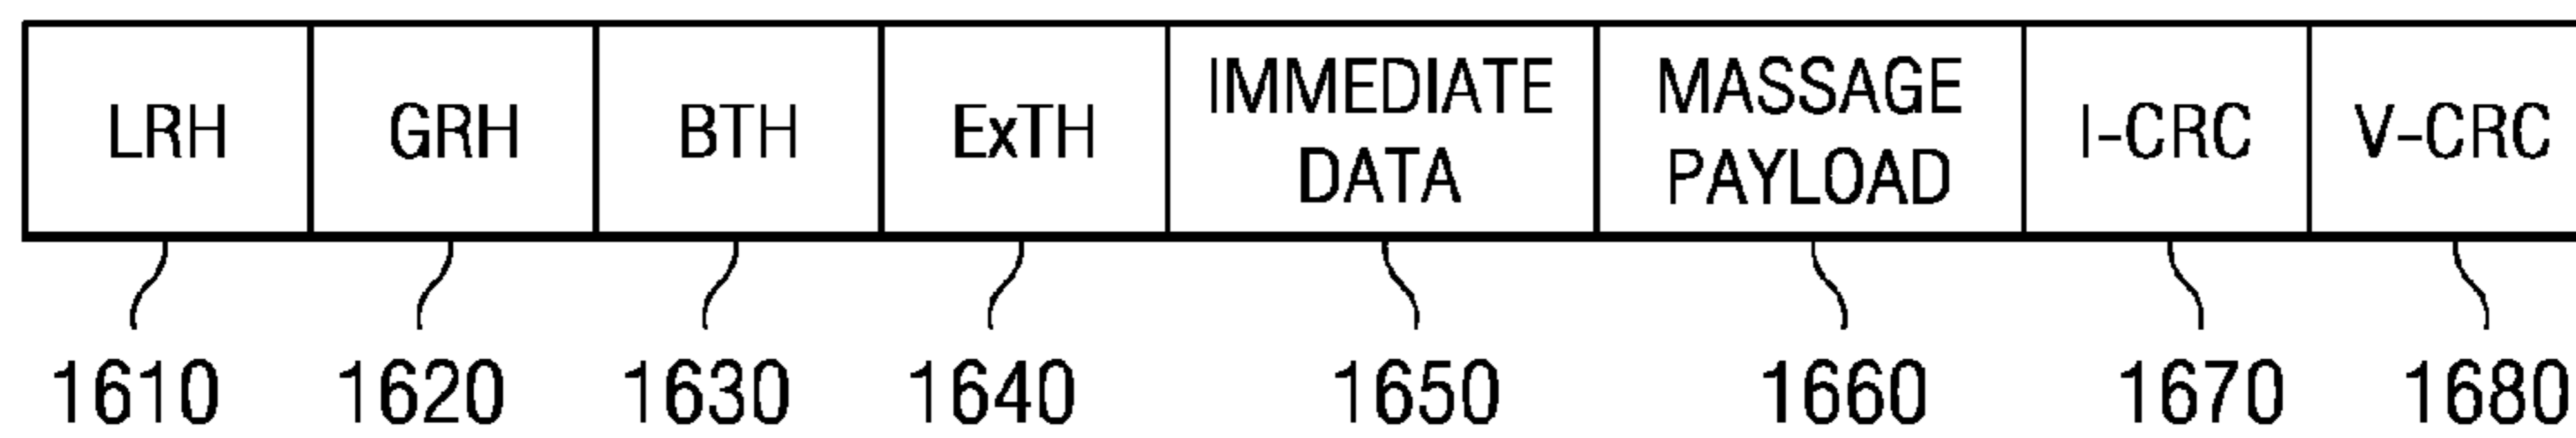 LRH GRH BTH ExTH IMMEDIATE DATA MASSAGE PAYLOAD I-CRC V-CRC
1610 1620 1630 1640 1650 1660 1670 1680